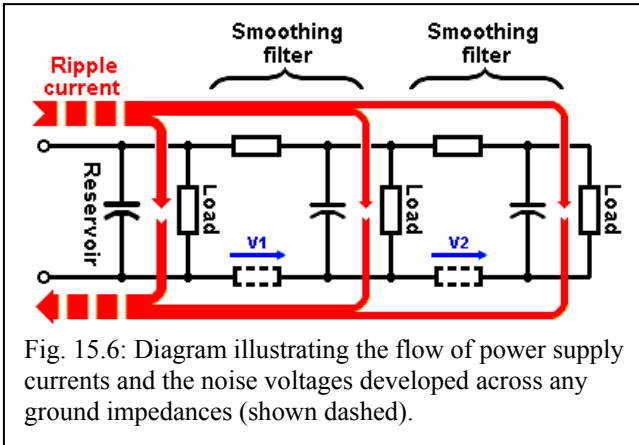 Smoothing
filter
Smoothing
filter
Ripple
current
Reservoir
Load
Load
Load
V1
V2
Fig. 15.6: Diagram illustrating the flow of power supply
currents and the noise voltages developed across any
ground impedances (shown dashed).